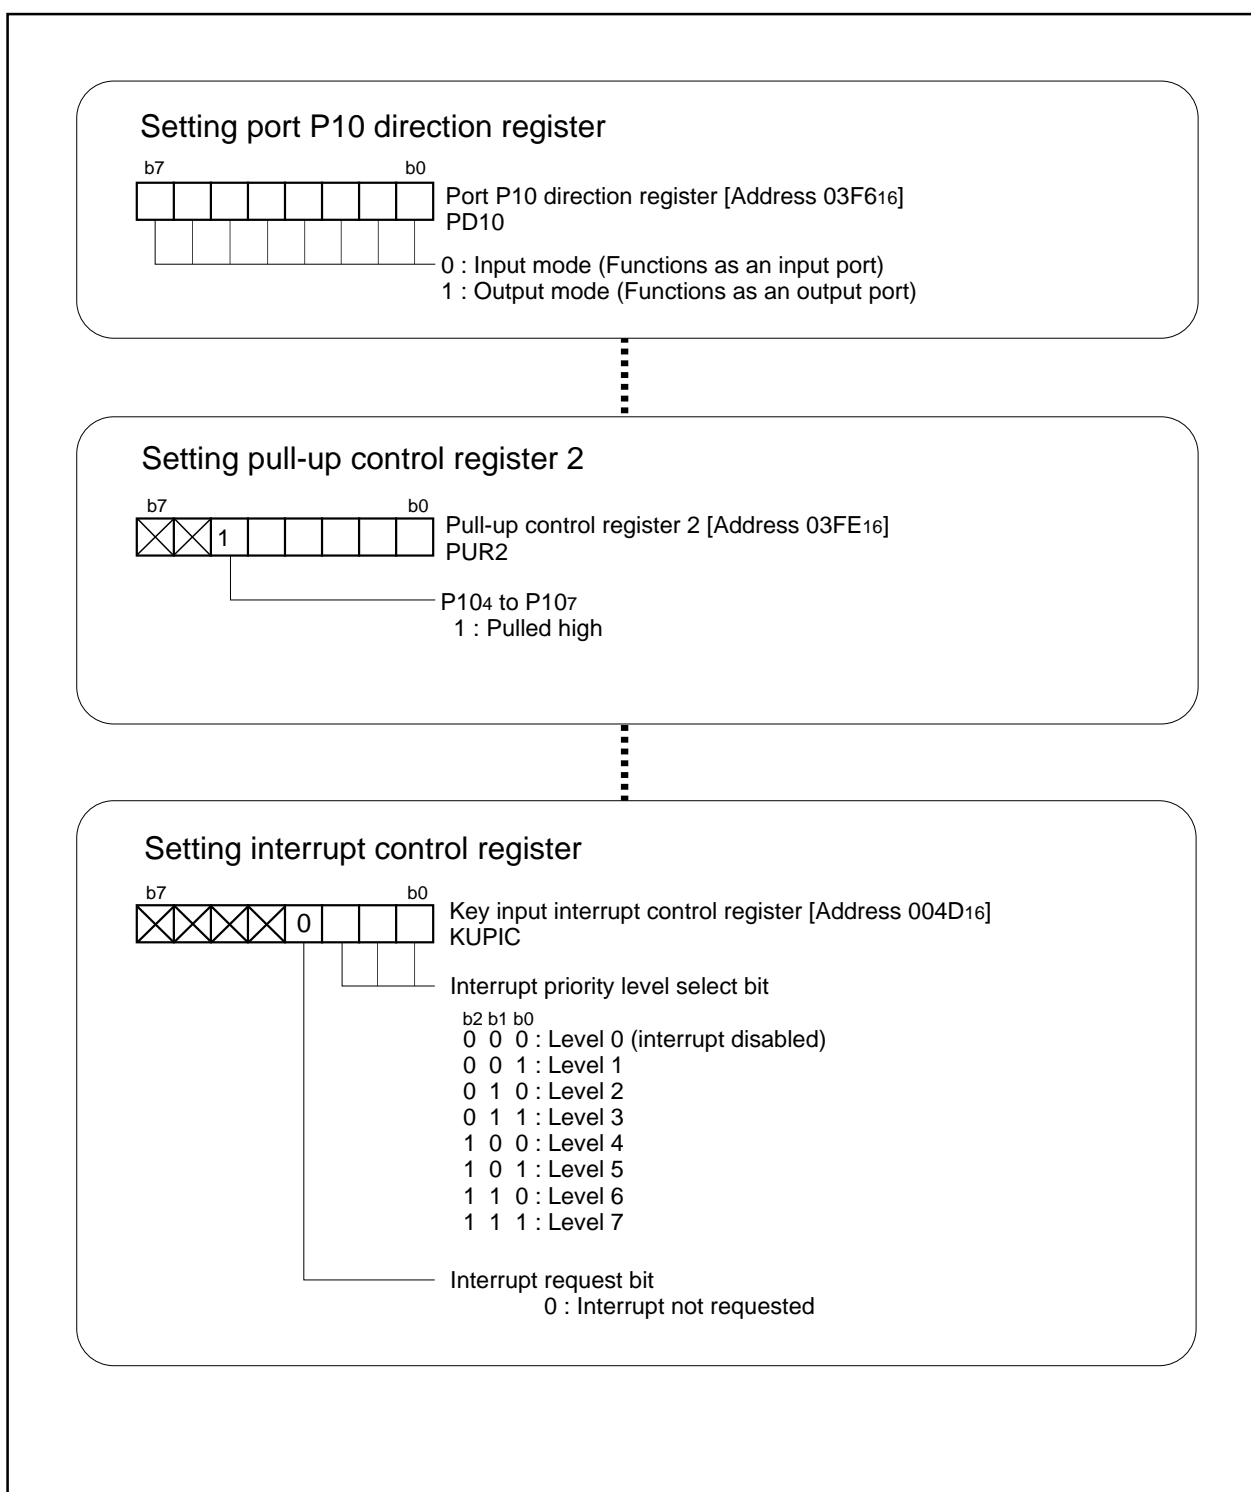 Setting port P10 direction register
b7 b0
Port P10 direction register [Address 03F616]
PD10
0 : Input mode (Functions as an input port)
1 : Output mode (Functions as an output port)
Setting pull-up control register 2
b7 b0
1
Pull-up control register 2 [Address 03FE16]
PUR2
P104 to P107
1 : Pulled high
Setting interrupt control register
b7 b0
0
Key input interrupt control register [Address 004D16]
KUPIC
Interrupt priority level select bit
b2 b1 b0
0 0 0 : Level 0 (interrupt disabled)
0 0 1 : Level 1
0 1 0 : Level 2
0 1 1 : Level 3
1 0 0 : Level 4
1 0 1 : Level 5
1 1 0 : Level 6
1 1 1 : Level 7
Interrupt request bit
0 : Interrupt not requested